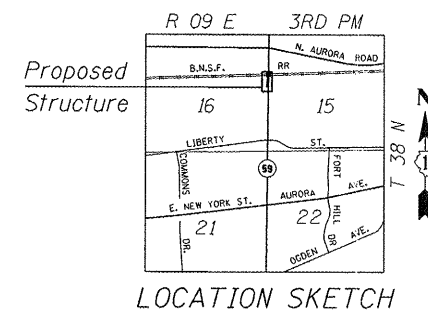 R 09 E 3RD PM
N. AURORA ROAD
B.N.S.F. RR
Proposed
Structure
16 15
N
T 38 N
LIBERTY ST.
59
COMMONS DR.
FORT HILL DR
E. NEW YORK ST. AURORA AVE.
21 22
OGDEN AVE.
LOCATION SKETCH